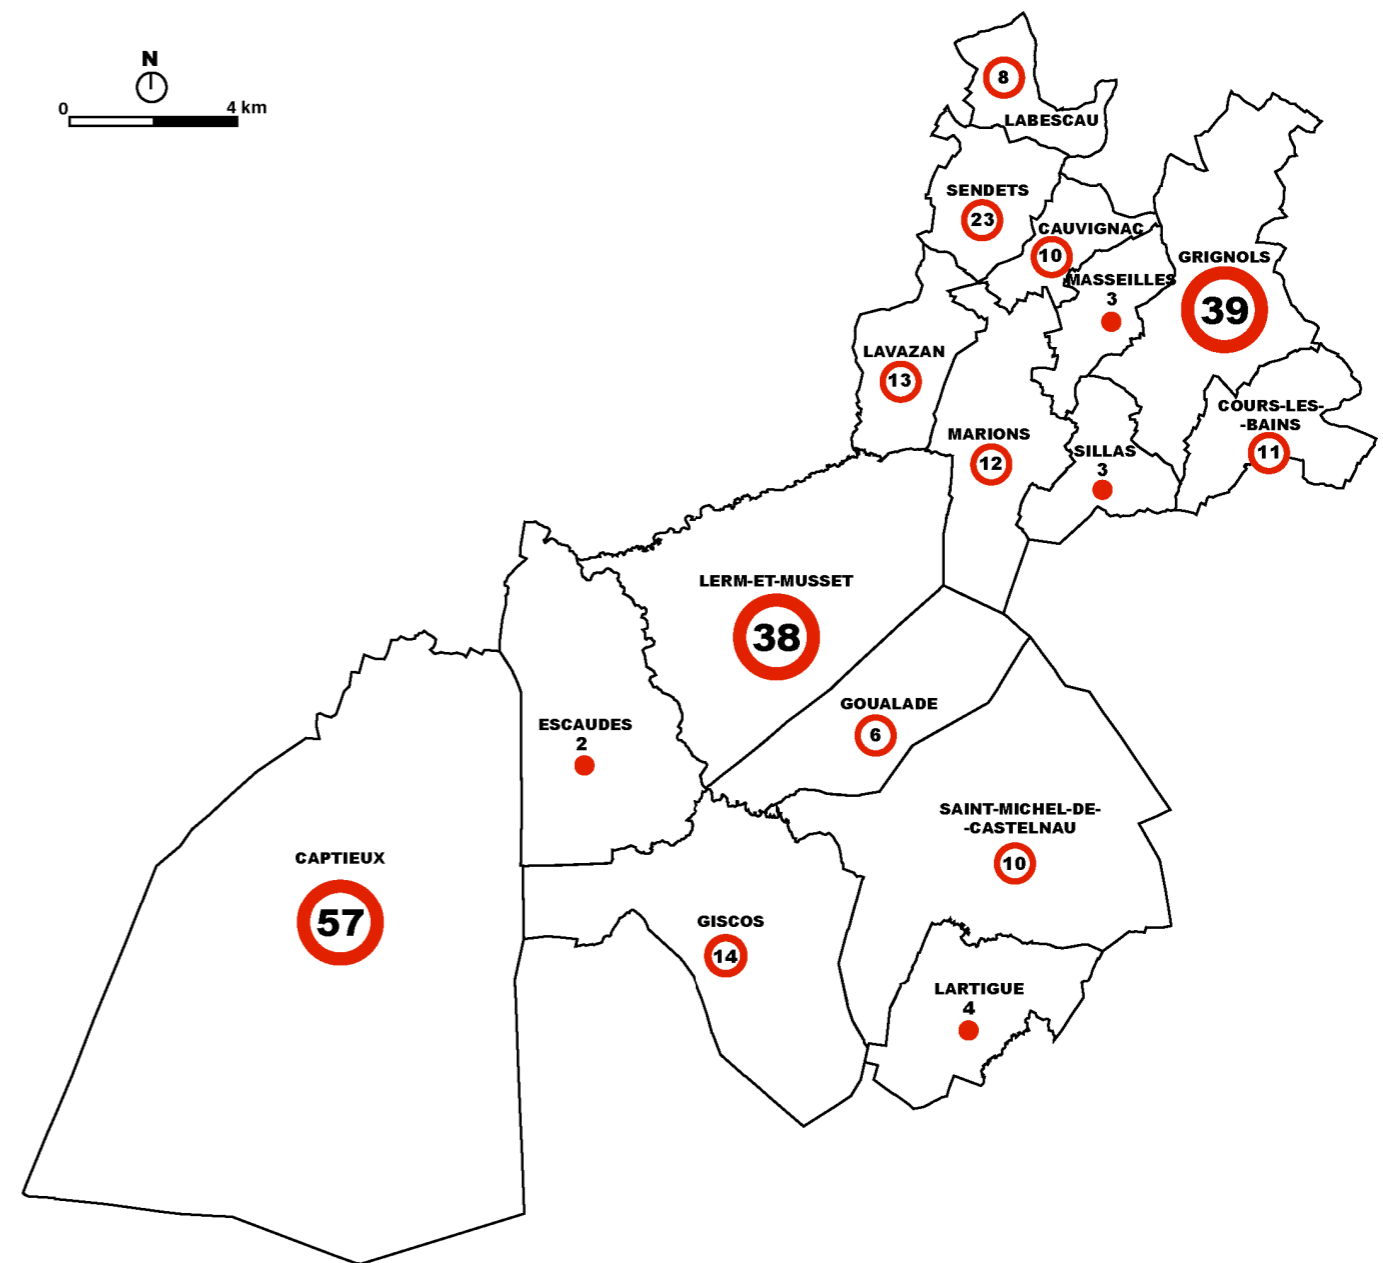 N
0 4 km
8
LABESCAU
SENDETS
23
CAUVIGNAC
10
MASSEILLES
3
GRIGNOLS
39
LAVAZAN
13
COURS-LES-
-BAINS
11
MARIONS
12
SILLAS
3
LERM-ET-MUSSET
38
GOUALADE
6
ESCAUDES
2
SAINT-MICHEL-DE-
-CASTELNAU
10
CAPTIEUX
57
GISCOS
14
LARTIGUE
4